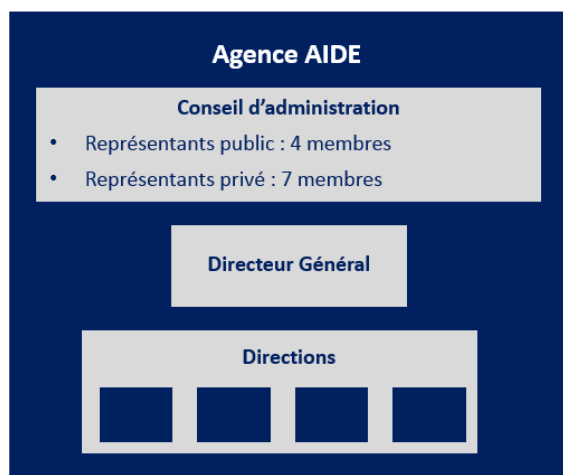 Agence AIDE
Conseil d'administration
• Représentants public : 4 membres
• Représentants privé : 7 membres
Directeur Général
Directions